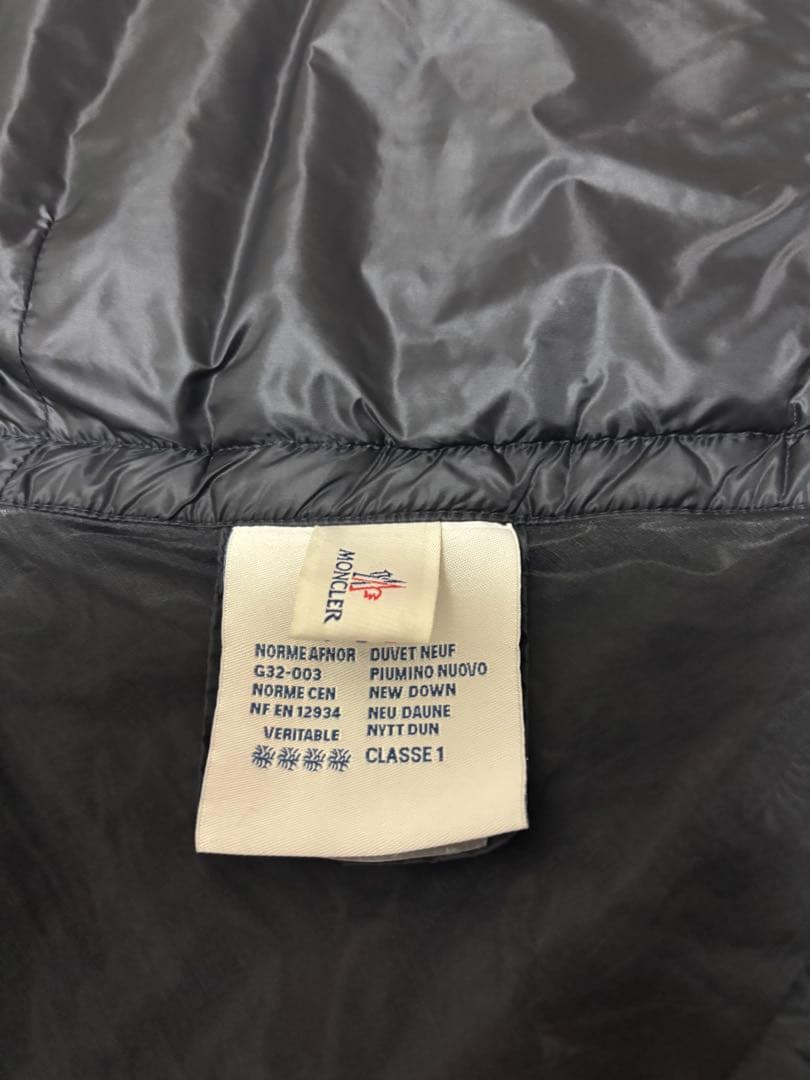 MONCLER
NORME AFNOR DUVET NEUF
G32-003 PIUMINO NUOVO
NORME CEN NEW DOWN
NF EN 12934 NEU DAUNE
VERITABLE NYTT DUN
CLASSE 1